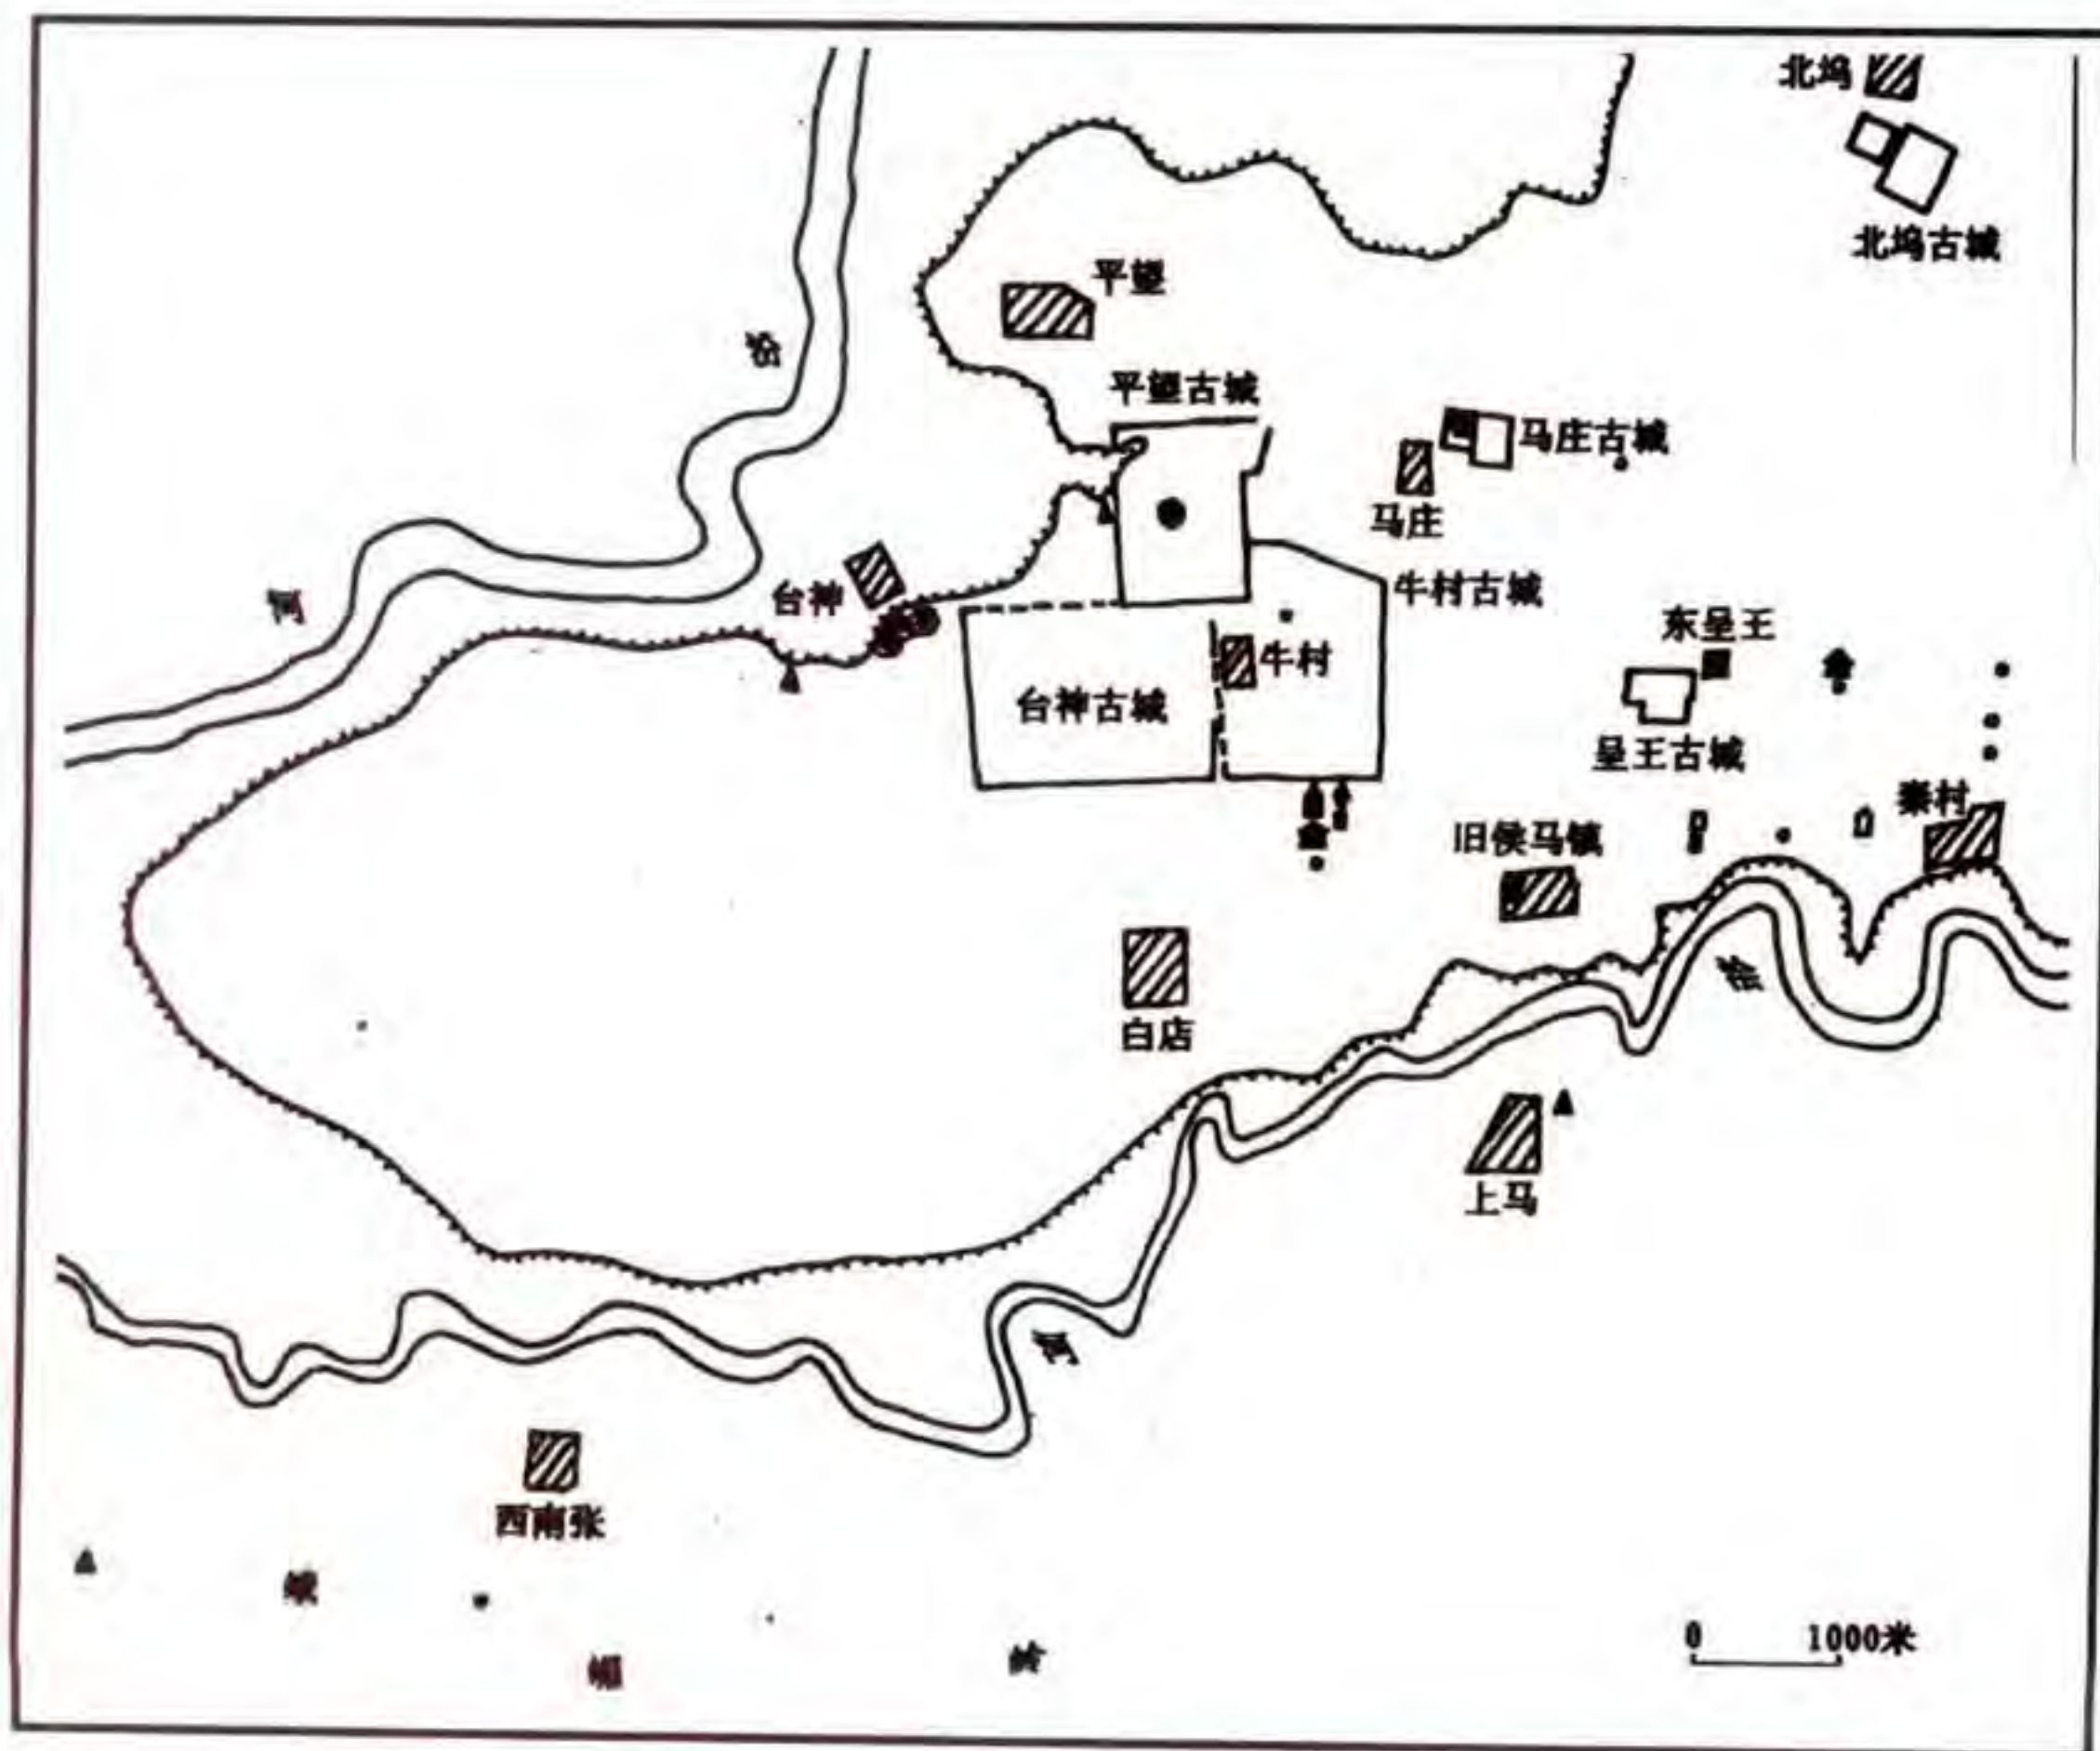 北坞
北坞古城
平望
汾
平望古城
马庄古城
马庄
河
台神
牛村古城
东呈王
牛村
台神古城
呈王古城
秦村
旧侯马镇
浍
白店
上马
河
西南张
岭
0 1000米